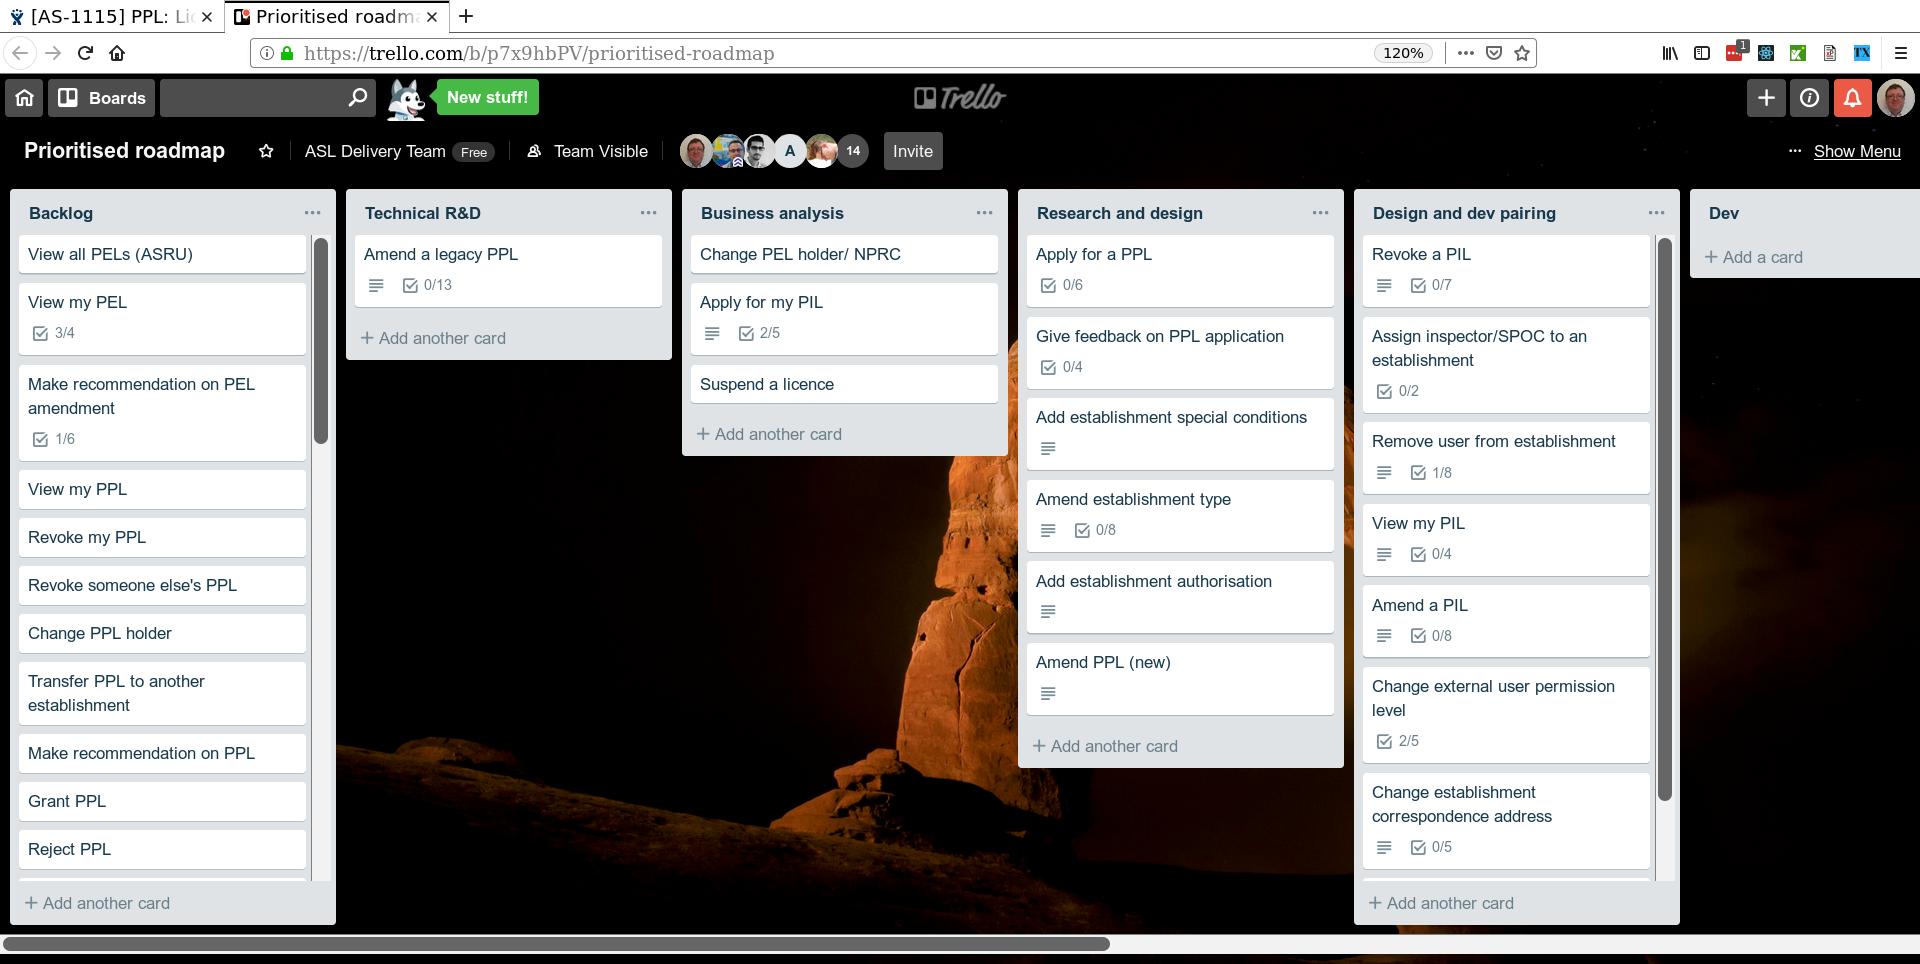 [AS-1115] PPL: Li
Prioritised roadma
https://trello.com/b/p7x9hbPV/prioritised-roadmap
120%
1
Boards
New stuff!
Trello
Prioritised roadmap
ASL Delivery Team
Free
Team Visible
A
14
Invite
Show Menu
Backlog
View all PELs (ASRU)
View my PEL
3/4
Make recommendation on PEL
amendment
1/6
View my PPL
Revoke my PPL
Revoke someone else's PPL
Change PPL holder
Transfer PPL to another
establishment
Make recommendation on PPL
Grant PPL
Reject PPL
+ Add another card
Technical R&D
Amend a legacy PPL
0/13
+ Add another card
Business analysis
Change PEL holder/ NPRC
Apply for my PIL
2/5
Suspend a licence
+ Add another card
Research and design
Apply for a PPL
0/6
Give feedback on PPL application
0/4
Add establishment special conditions
Amend establishment type
0/8
Add establishment authorisation
Amend PPL (new)
+ Add another card
Design and dev pairing
Revoke a PIL
0/7
Assign inspector/SPOC to an
establishment
0/2
Remove user from establishment
1/8
View my PIL
0/4
Amend a PIL
0/8
Change external user permission
level
2/5
Change establishment
correspondence address
0/5
+ Add another card
Dev
+ Add a card